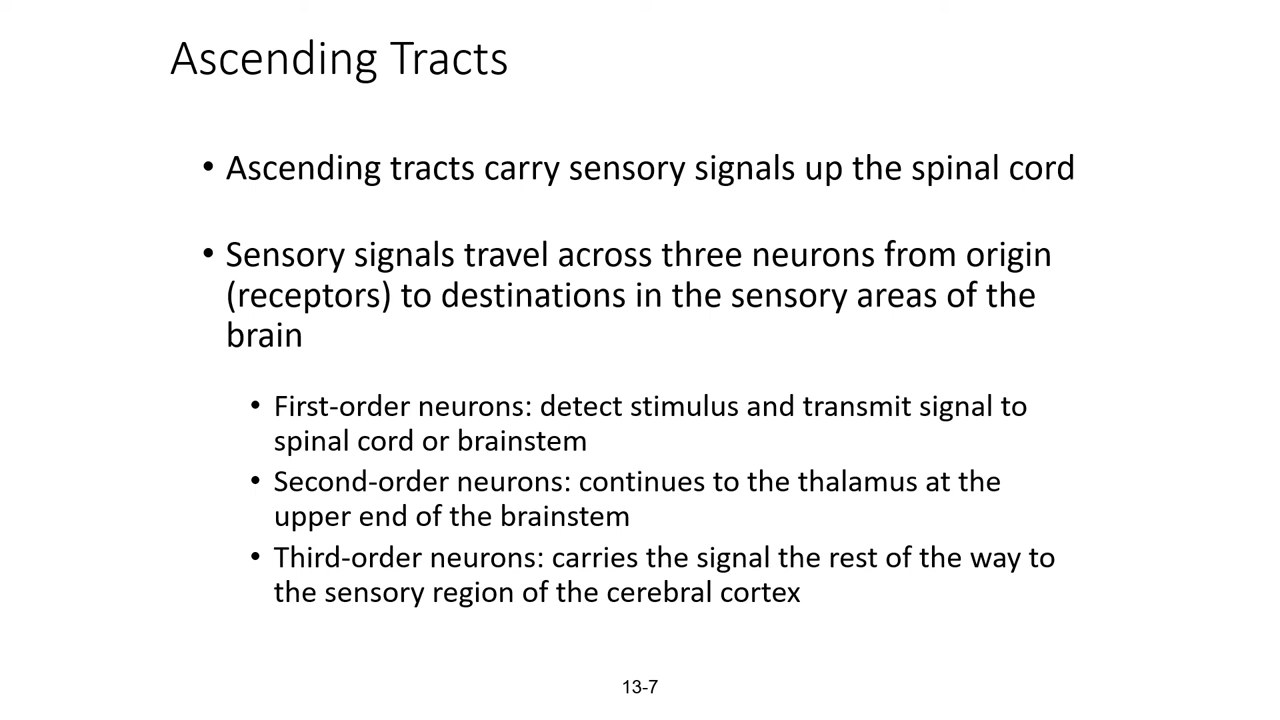 Ascending Tracts
• Ascending tracts carry sensory signals up the spinal cord
• Sensory signals travel across three neurons from origin
(receptors) to destinations in the sensory areas of the
brain
• First-order neurons: detect stimulus and transmit signal to
spinal cord or brainstem
• Second-order neurons: continues to the thalamus at the
upper end of the brainstem
• Third-order neurons: carries the signal the rest of the way to
the sensory region of the cerebral cortex
13-7